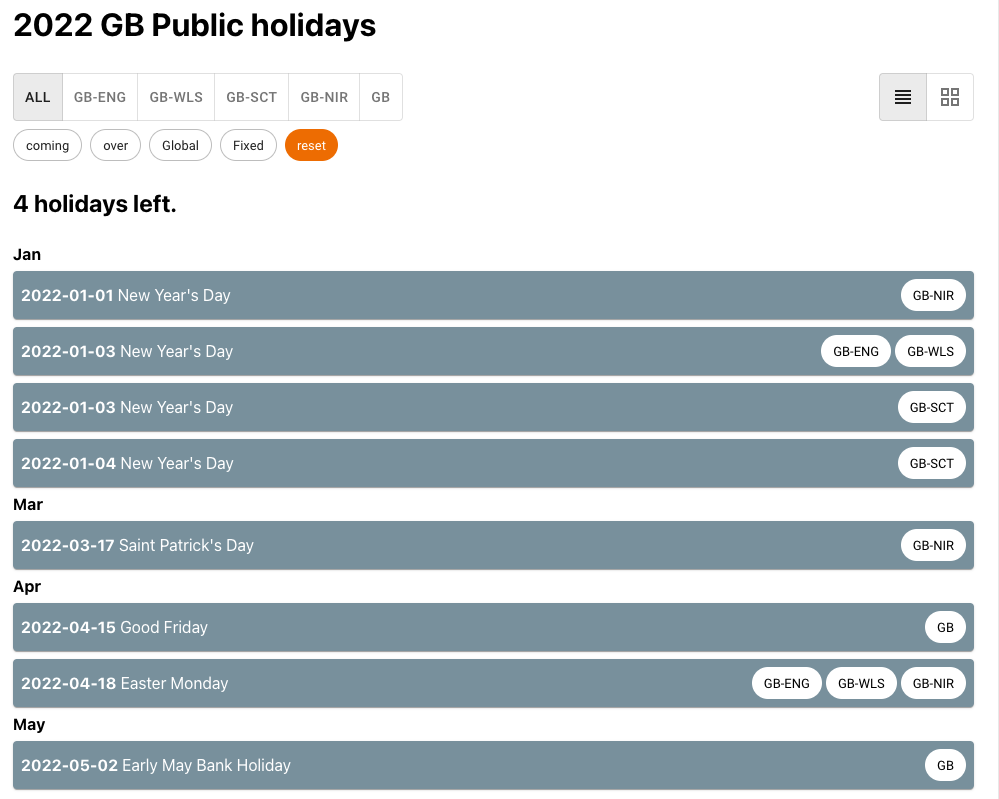 2022 GB Public holidays
ALL GB-ENG GB-WLS GB-SCT GB-NIR GB
coming over Global Fixed reset
4 holidays left.
Jan
2022-01-01 New Year's Day GB-NIR
2022-01-03 New Year's Day GB-ENG GB-WLS
2022-01-03 New Year's Day GB-SCT
2022-01-04 New Year's Day GB-SCT
Mar
2022-03-17 Saint Patrick's Day GB-NIR
Apr
2022-04-15 Good Friday GB
2022-04-18 Easter Monday GB-ENG GB-WLS GB-NIR
May
2022-05-02 Early May Bank Holiday GB